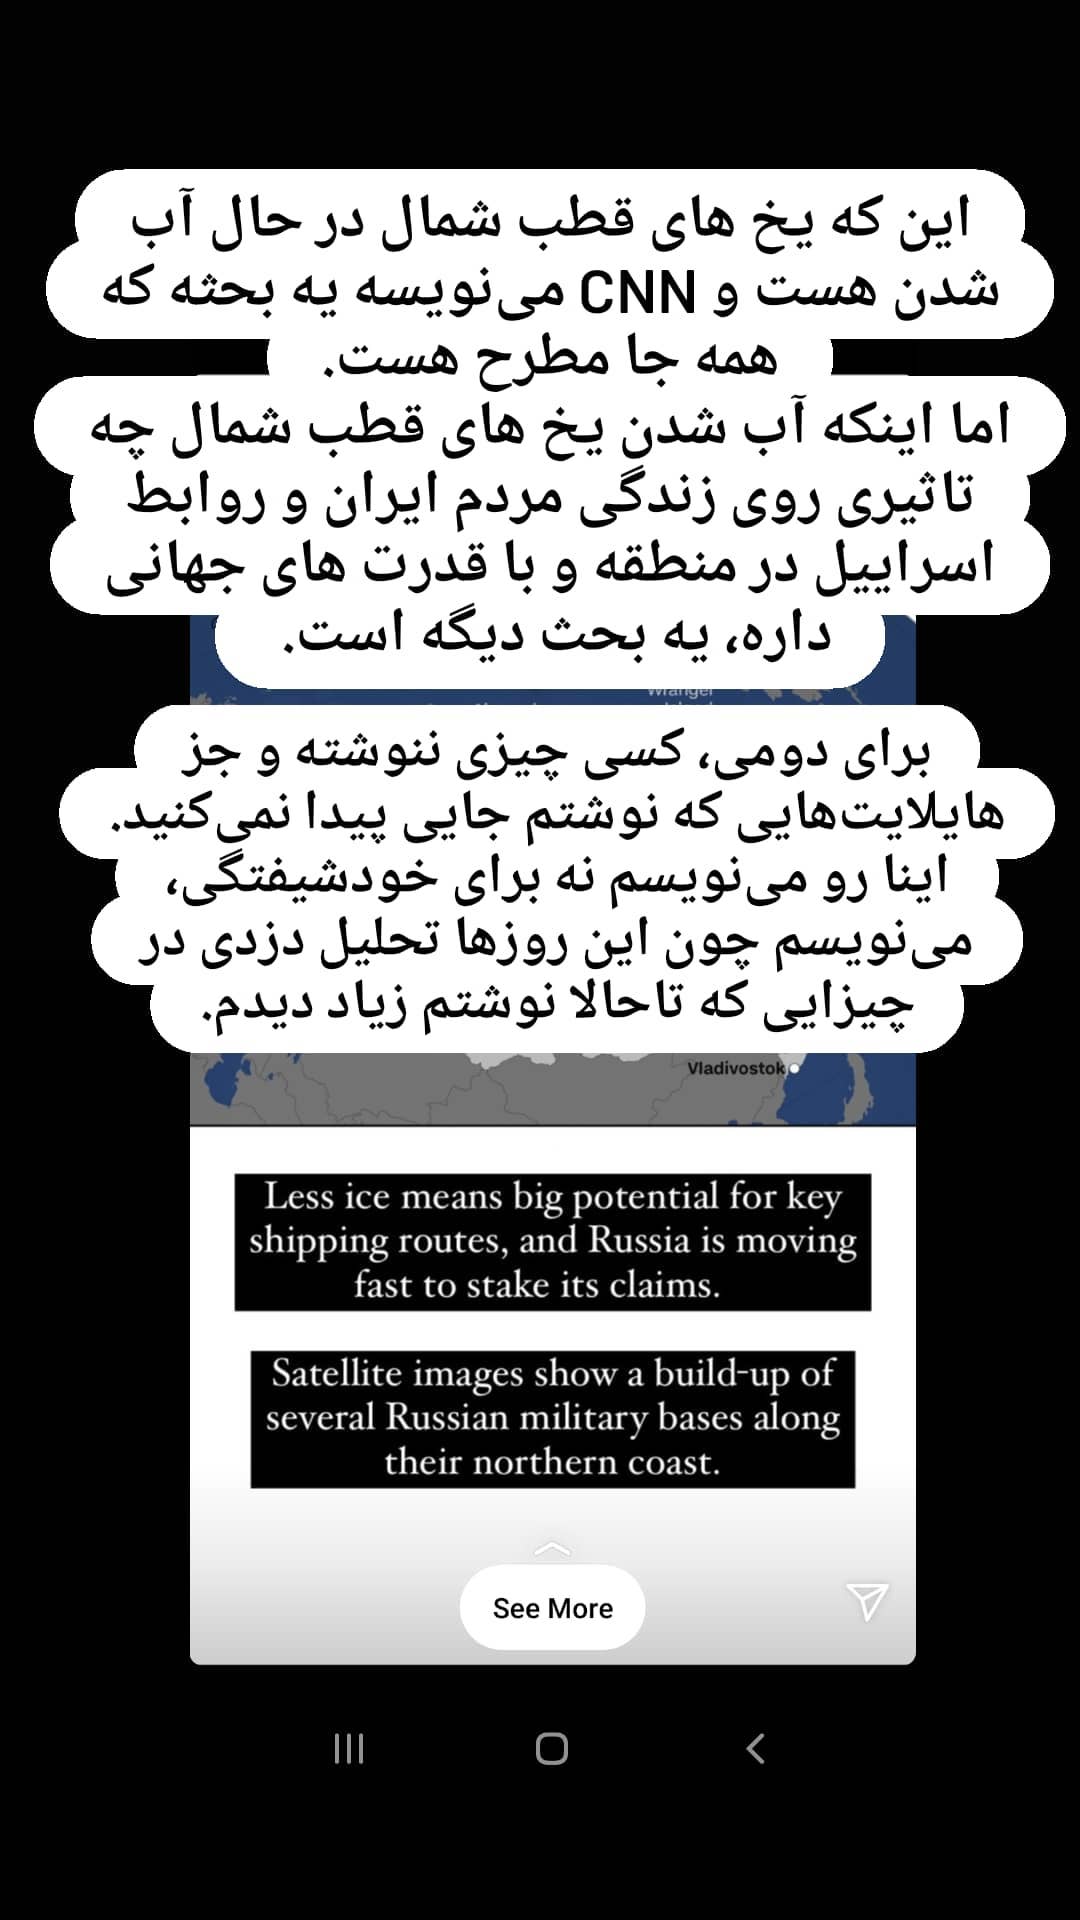 این که یخ های قطب شمال در حال آب
شدن هست و CNN می‌نویسه یه بحثه که
همه جا مطرح هست.
اما اینکه آب شدن یخ های قطب شمال چه
تاثیری روی زندگی مردم ایران و روابط
اسراییل در منطقه و با قدرت های جهانی
داره، یه بحث دیگه است.
Wrangel
برای دومی، کسی چیزی ننوشته و جز
هایلایت‌هایی که نوشتم جایی پیدا نمی‌کنید.
اینا رو می‌نویسم نه برای خودشیفتگی،
می‌نویسم چون این روزها تحلیل دزدی در
چیزایی که تاحالا نوشتم زیاد دیدم.
Vladivostok
Less ice means big potential for key
shipping routes, and Russia is moving
fast to stake its claims.
Satellite images show a build-up of
several Russian military bases along
their northern coast.
See More